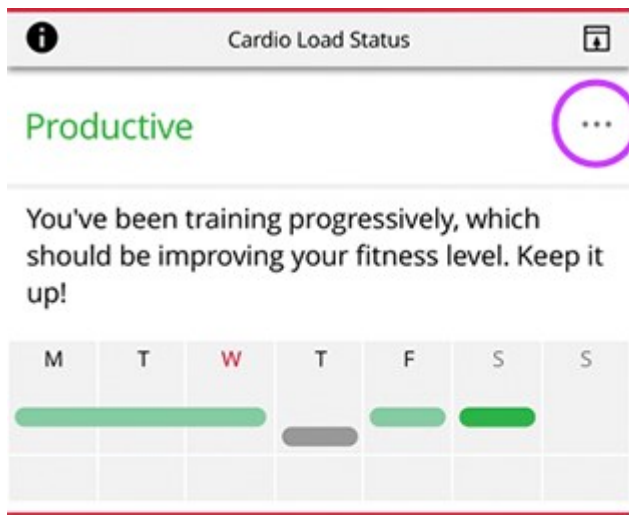 Cardio Load Status
Productive
You've been training progressively, which
should be improving your fitness level. Keep it
up!
M T W T F S S